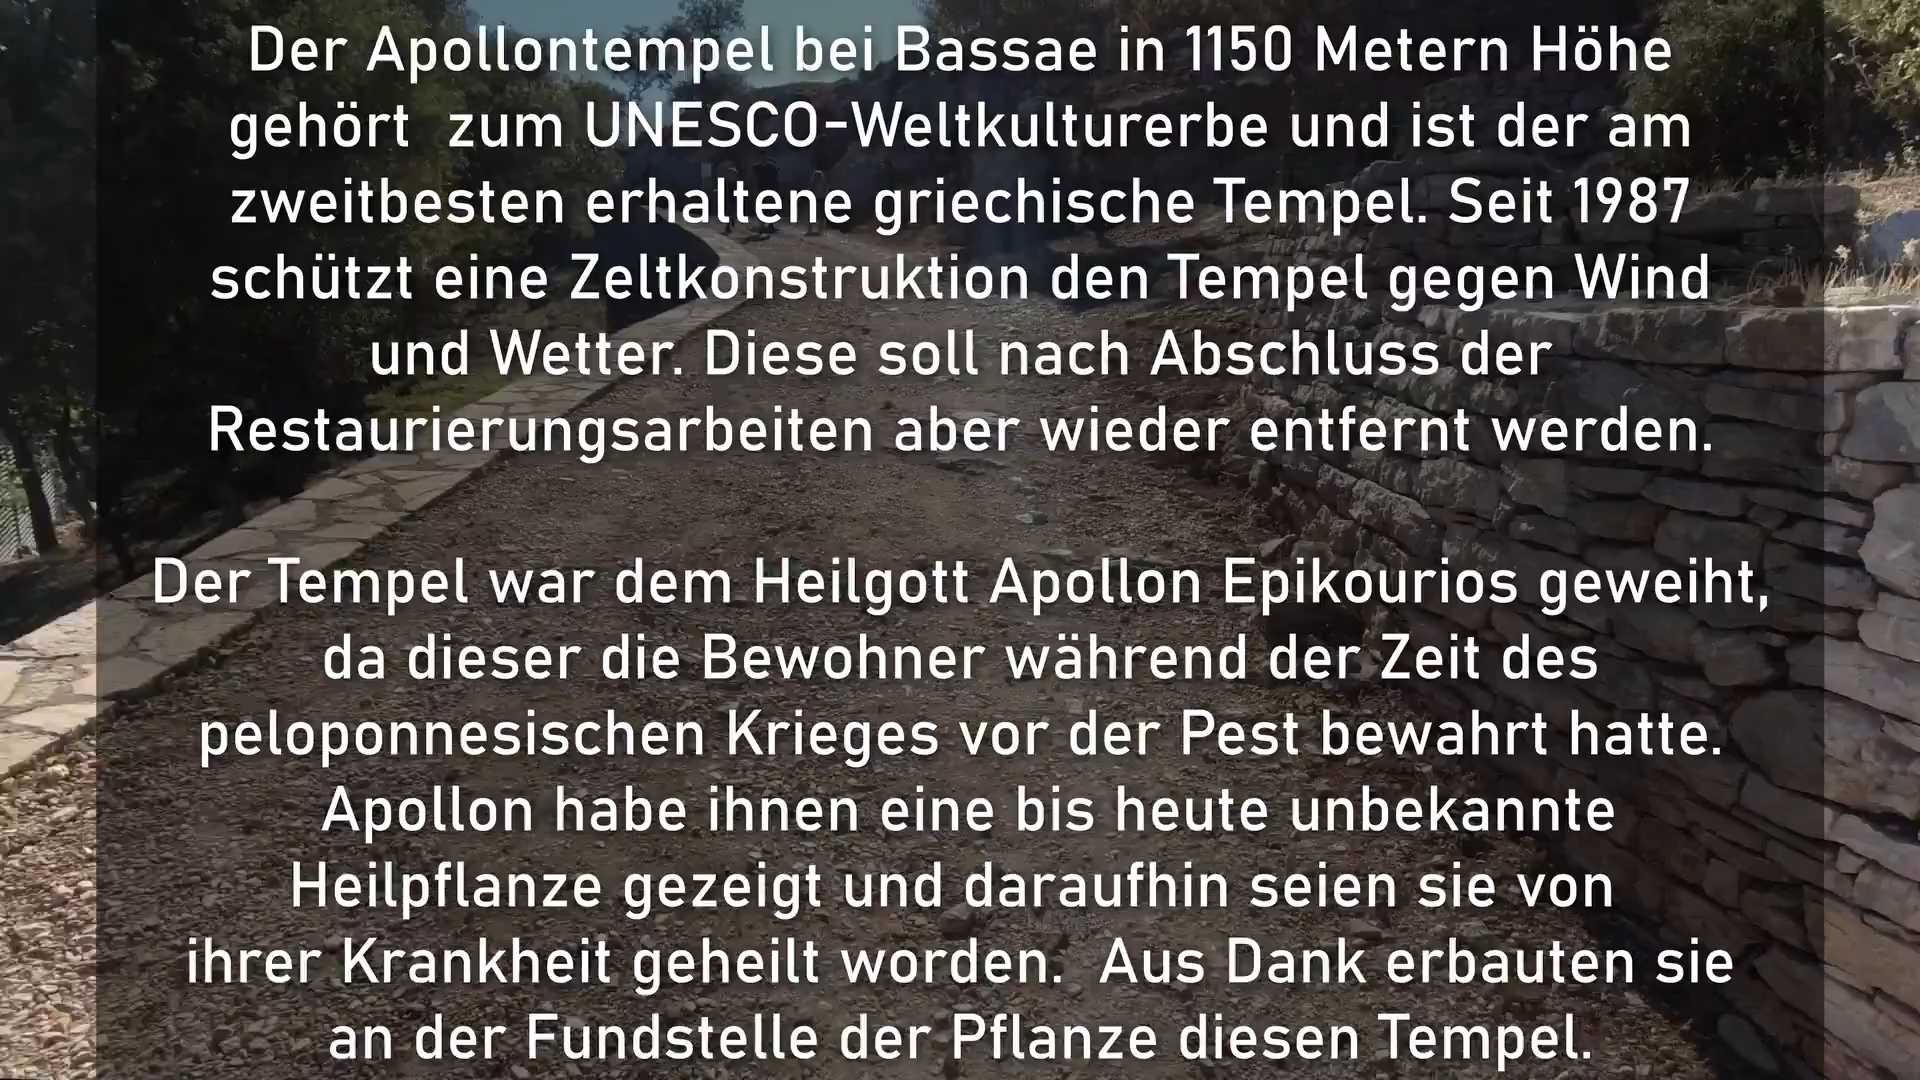 Der Apollontempel bei Bassae in 1150 Metern Höhe
gehört  zum UNESCO-Weltkulturerbe und ist der am
zweitbesten erhaltene griechische Tempel. Seit 1987
schützt eine Zeltkonstruktion den Tempel gegen Wind
und Wetter. Diese soll nach Abschluss der
Restaurierungsarbeiten aber wieder entfernt werden.
Der Tempel war dem Heilgott Apollon Epikourios geweiht,
da dieser die Bewohner während der Zeit des
peloponnesischen Krieges vor der Pest bewahrt hatte.
Apollon habe ihnen eine bis heute unbekannte
Heilpflanze gezeigt und daraufhin seien sie von
ihrer Krankheit geheilt worden.  Aus Dank erbauten sie
an der Fundstelle der Pflanze diesen Tempel.